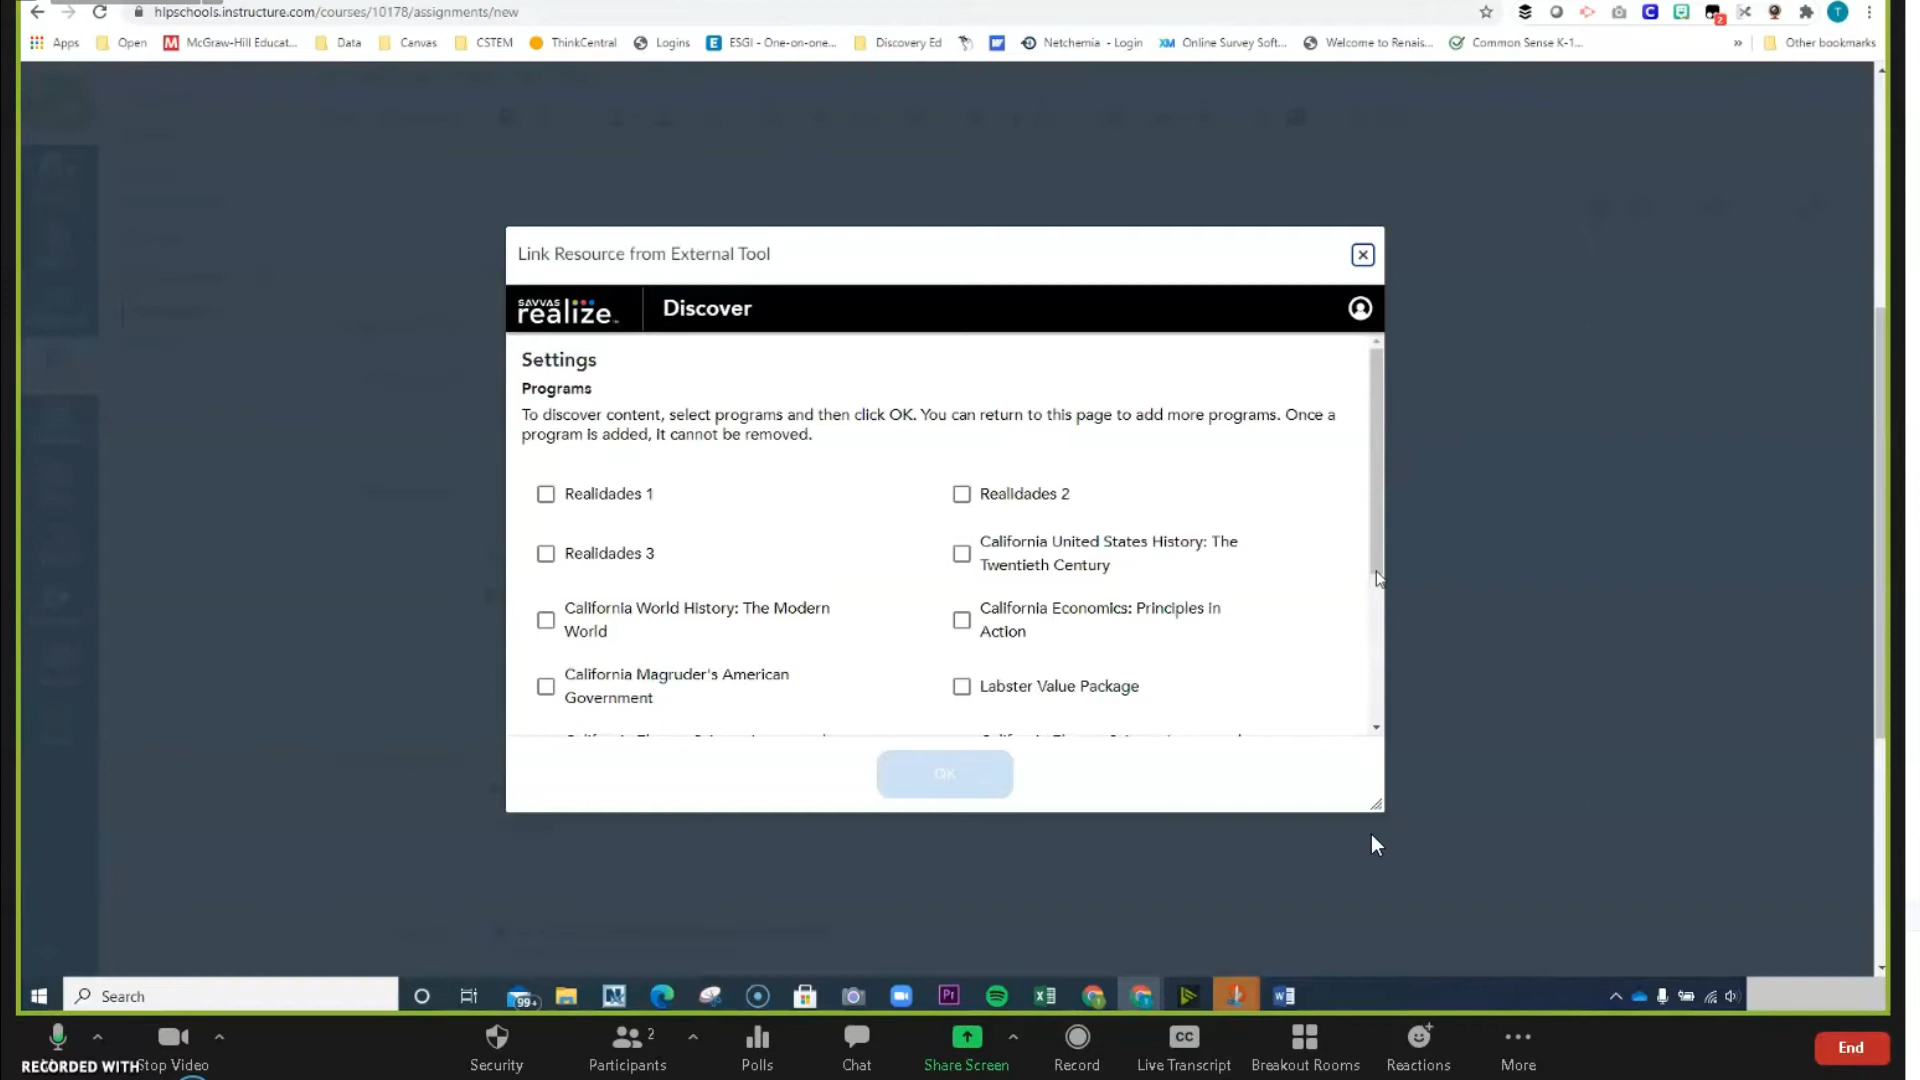 hlpschools.instructure.com/courses/10178/assignments/new
Apps Open McGraw-Hill Educat... Data Canvas CSTEM ThinkCentral Logins ESGI - One-on-one... Discovery Ed Netchemia - Login Online Survey Soft... Welcome to Renais... Common Sense K-1... » Other bookmarks
Link Resource from External Tool
SAVVAS
realize™ Discover
Settings
Programs
To discover content, select programs and then click OK. You can return to this page to add more programs. Once a
program is added, it cannot be removed.
Realidades 1
Realidades 2
Realidades 3
California United States History: The
Twentieth Century
California World History: The Modern
World
California Economics: Principles in
Action
California Magruder's American
Government
Labster Value Package
OK
Search
99+
RECORDED WITH Stop Video Security Participants 2 Polls Chat Share Screen Record Live Transcript Breakout Rooms Reactions More End